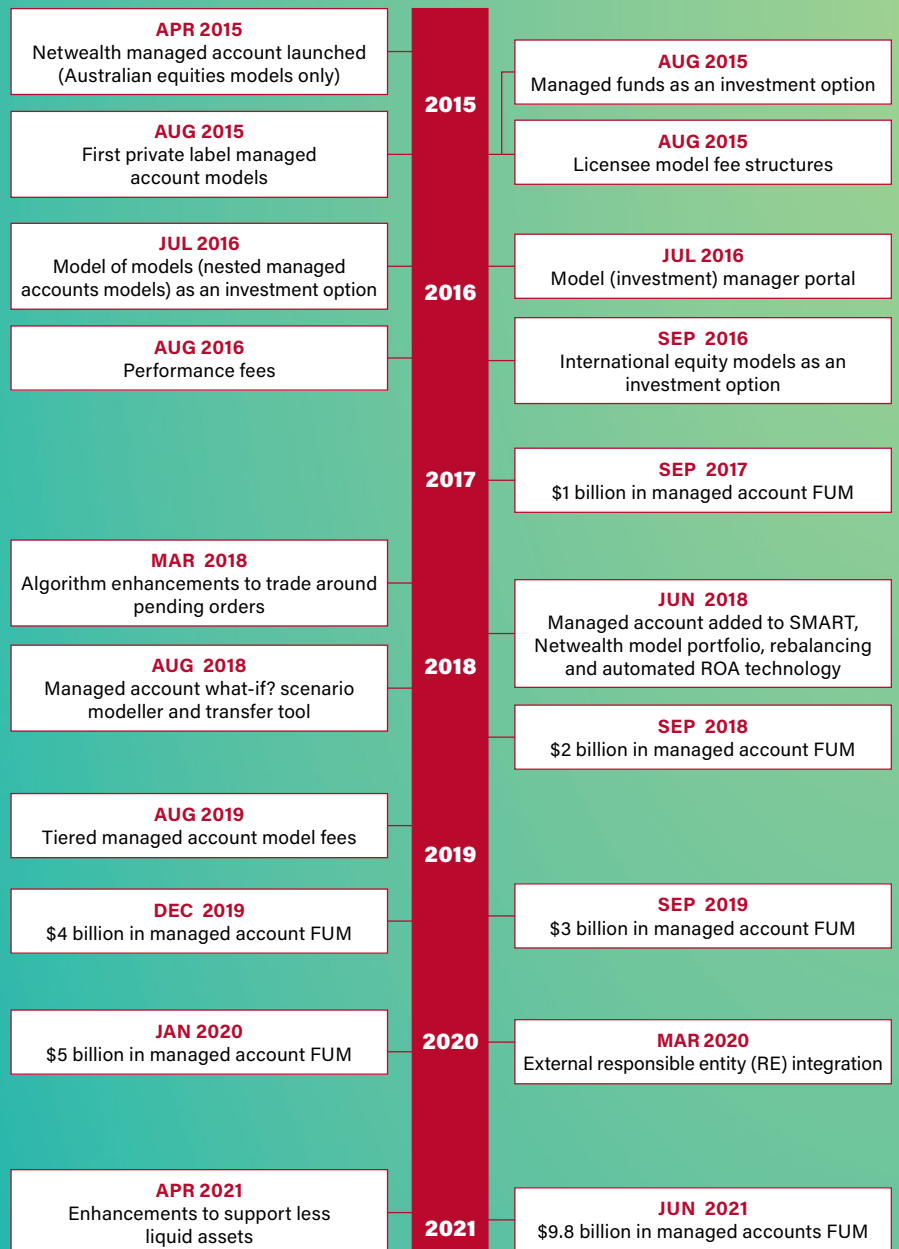 APR 2015
Netwealth managed account launched
(Australian equities models only)
2015
AUG 2015
Managed funds as an investment option
AUG 2015
First private label managed
account models
AUG 2015
Licensee model fee structures
JUL 2016
Model of models (nested managed
accounts models) as an investment option
2016
JUL 2016
Model (investment) manager portal
AUG 2016
Performance fees
SEP 2016
International equity models as an
investment option
2017
SEP 2017
$1 billion in managed account FUM
MAR 2018
Algorithm enhancements to trade around
pending orders
2018
JUN 2018
Managed account added to SMART,
Netwealth model portfolio, rebalancing
and automated ROA technology
AUG 2018
Managed account what-if? scenario
modeller and transfer tool
SEP 2018
$2 billion in managed account FUM
AUG 2019
Tiered managed account model fees
2019
SEP 2019
$3 billion in managed account FUM
DEC 2019
$4 billion in managed account FUM
JAN 2020
$5 billion in managed account FUM
2020
MAR 2020
External responsible entity (RE) integration
APR 2021
Enhancements to support less
liquid assets
2021
JUN 2021
$9.8 billion in managed accounts FUM